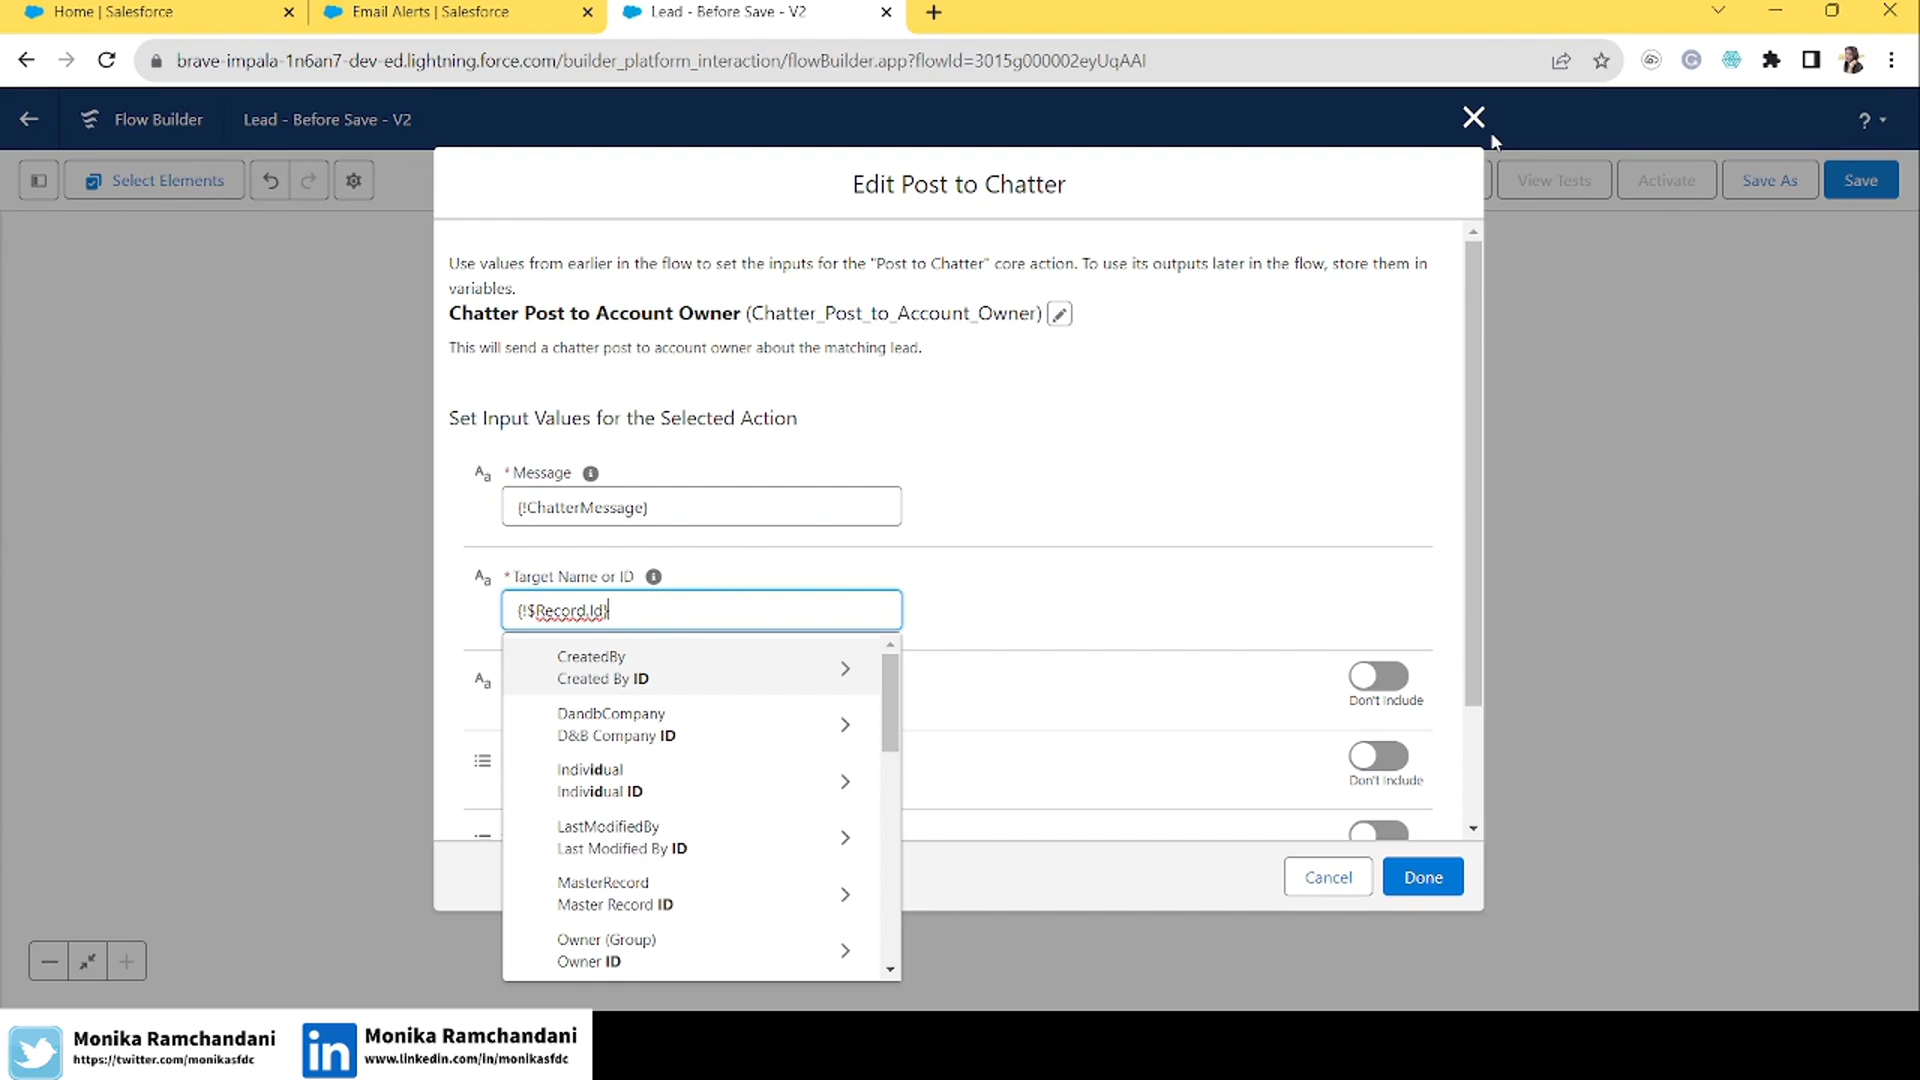 Home | Salesforce
Email Alerts | Salesforce
Lead - Before Save - V2
brave-impala-1n6an7-dev-ed.lightning.force.com/builder_platform_interaction/flowBuilder.app?flowId=3015g000002eyUqAAI
Flow Builder
Lead - Before Save - V2
?
Select Elements
View Tests
Activate
Save As
Save
Edit Post to Chatter
Use values from earlier in the flow to set the inputs for the "Post to Chatter" core action. To use its outputs later in the flow, store them in
variables.
Chatter Post to Account Owner (Chatter_Post_to_Account_Owner)
This will send a chatter post to account owner about the matching lead.
Set Input Values for the Selected Action
Aa * Message
{!ChatterMessage}
Aa * Target Name or ID
{!$Record.Id}
Aa
CreatedBy
Created By ID
DandbCompany
D&B Company ID
Individual
Individual ID
LastModifiedBy
Last Modified By ID
MasterRecord
Master Record ID
Owner (Group)
Owner ID
Don't Include
Don't Include
Cancel
Done
Monika Ramchandani
https://twitter.com/monikasfdc
in
Monika Ramchandani
www.linkedin.com/in/monikasfdc